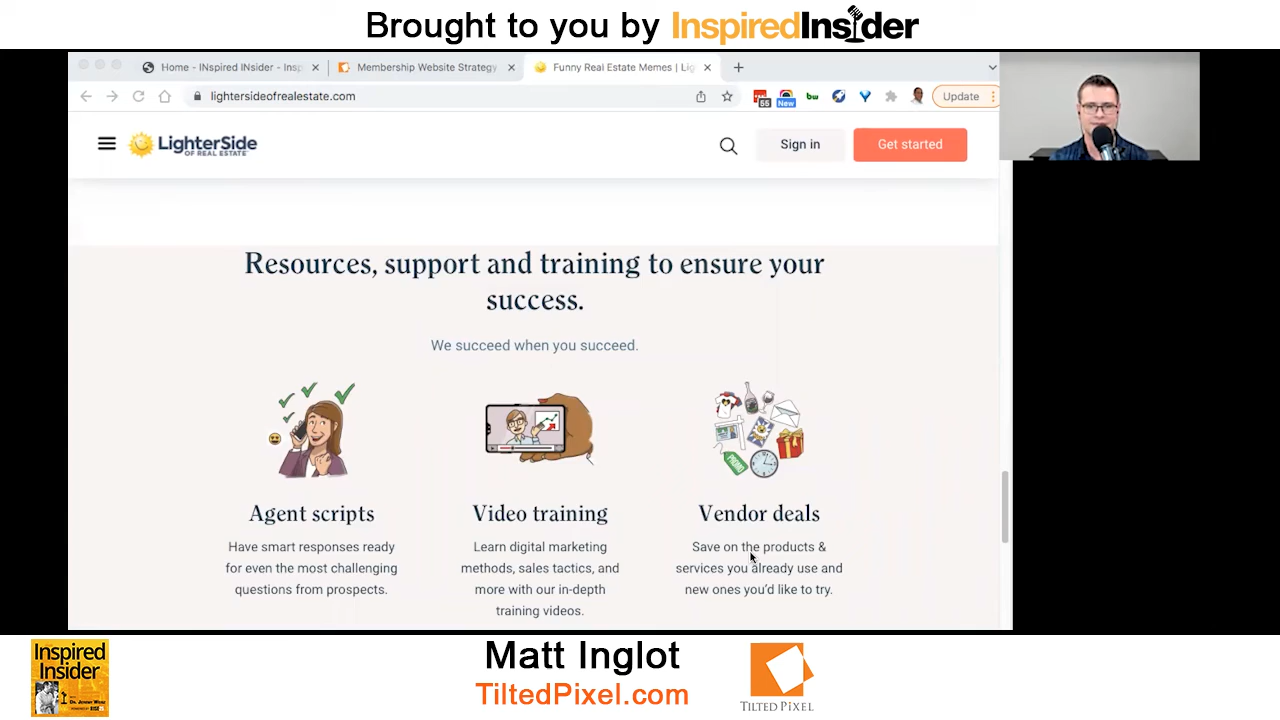 Brought to you by InspiredInsider
Home - INspired INsider - Insp
Membership Website Strategy
Funny Real Estate Memes | Lig
lightersideofrealestate.com
55
New
bw
Update
LighterSide
OF REAL ESTATE
Sign in
Get started
Resources, support and training to ensure your
success.
We succeed when you succeed.
PROMO
Agent scripts
Have smart responses ready
for even the most challenging
questions from prospects.
Video training
Learn digital marketing
methods, sales tactics, and
more with our in-depth
training videos.
Vendor deals
Save on the products &
services you already use and
new ones you'd like to try.
Inspired
Insider
Matt Inglot
TiltedPixel.com
TILTED PIXEL